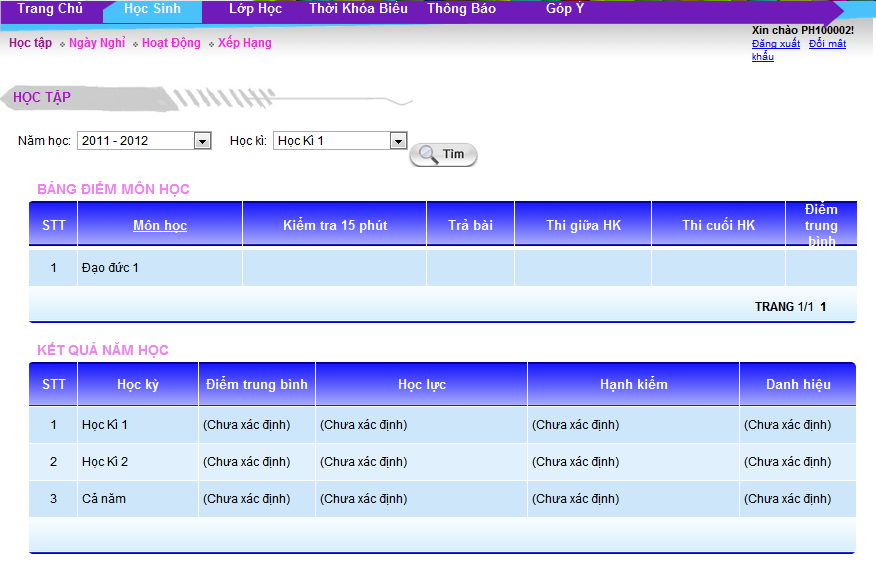 Trang Chủ Học Sinh Lớp Học Thời Khóa Biểu Thông Báo Góp Ý
Xin chào PH100002!
Đăng xuất Đổi mật khẩu
Học tập Ngày Nghỉ Hoạt Động Xếp Hạng
HỌC TẬP
Năm học: 2011 - 2012 Học kì: Học Kì 1 Tìm
BẢNG ĐIỂM MÔN HỌC
STT Môn học Kiểm tra 15 phút Trả bài Thi giữa HK Thi cuối HK Điểm trung bình
1 Đạo đức 1
TRANG 1/1 1
KẾT QUẢ NĂM HỌC
STT Học kỳ Điểm trung bình Học lực Hạnh kiểm Danh hiệu
1 Học Kì 1 (Chưa xác định) (Chưa xác định) (Chưa xác định) (Chưa xác định)
2 Học Kì 2 (Chưa xác định) (Chưa xác định) (Chưa xác định) (Chưa xác định)
3 Cả năm (Chưa xác định) (Chưa xác định) (Chưa xác định) (Chưa xác định)